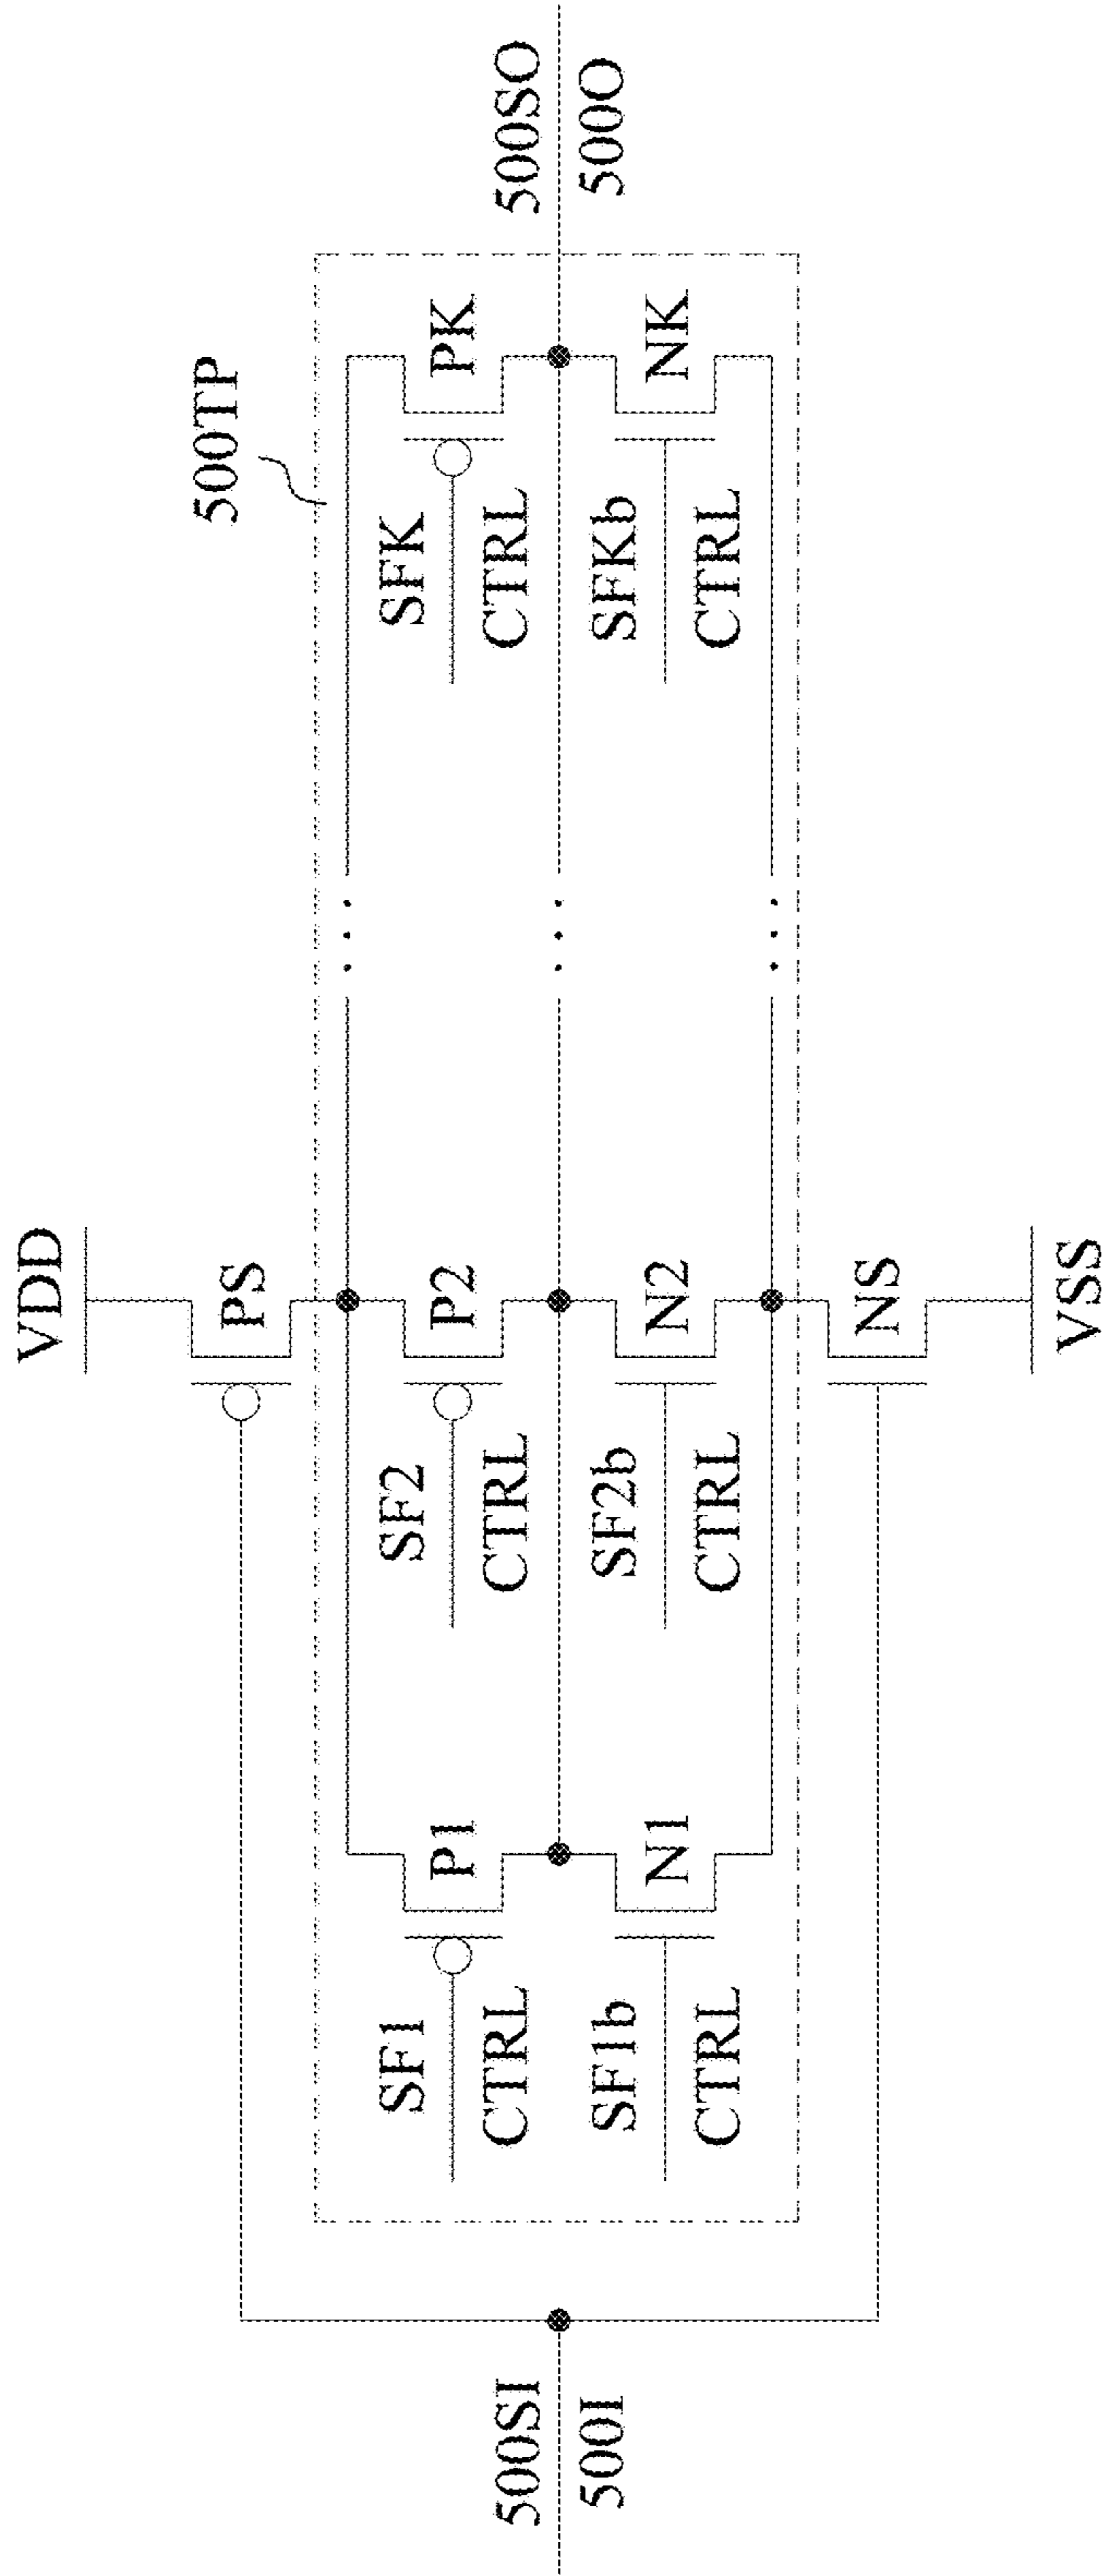 VDD
PS
500TP
SF1
CTRL
P1
SF2
CTRL
P2
SFK
CTRL
PK
500SI
500I
500SO
500O
SF1b
CTRL
N1
SF2b
CTRL
N2
SFKb
CTRL
NK
NS
VSS